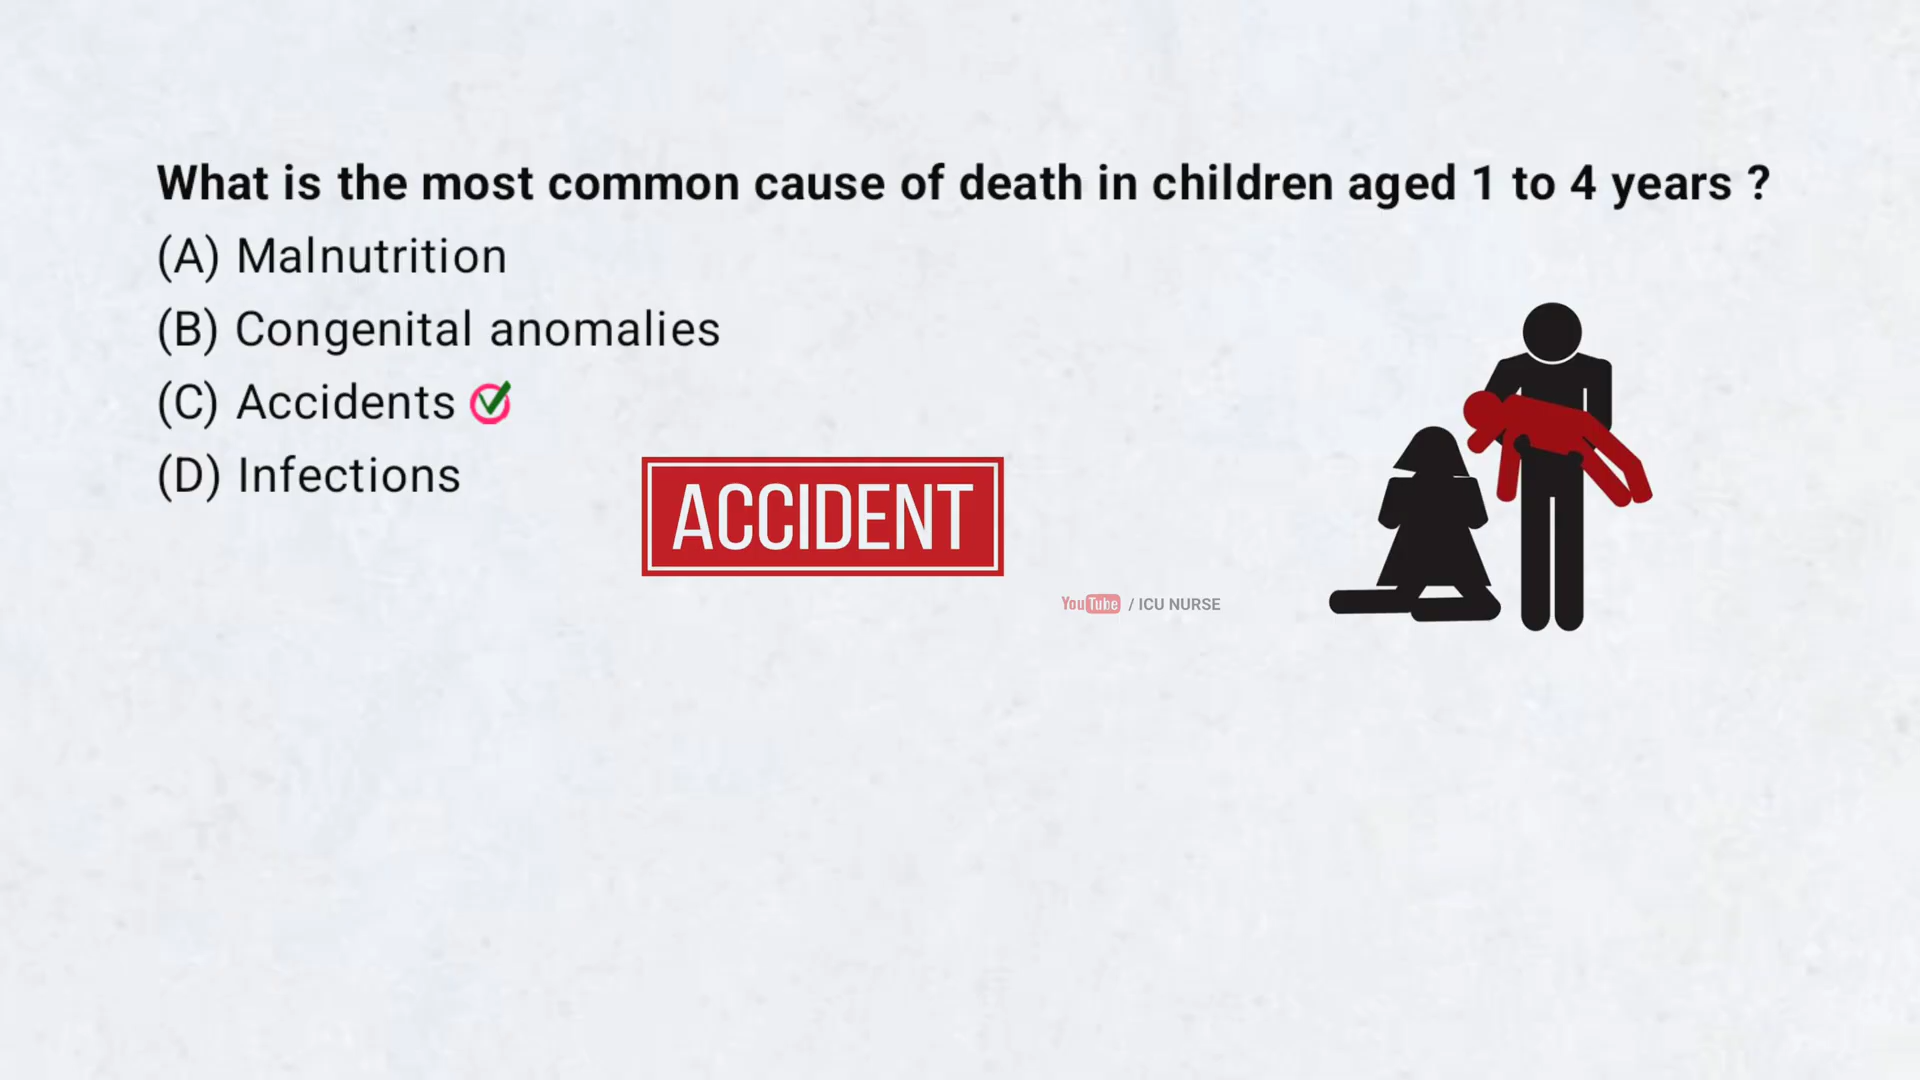 What is the most common cause of death in children aged 1 to 4 years ?
(A) Malnutrition
(B) Congenital anomalies
(C) Accidents
(D) Infections
ACCIDENT
YouTube / ICU NURSE